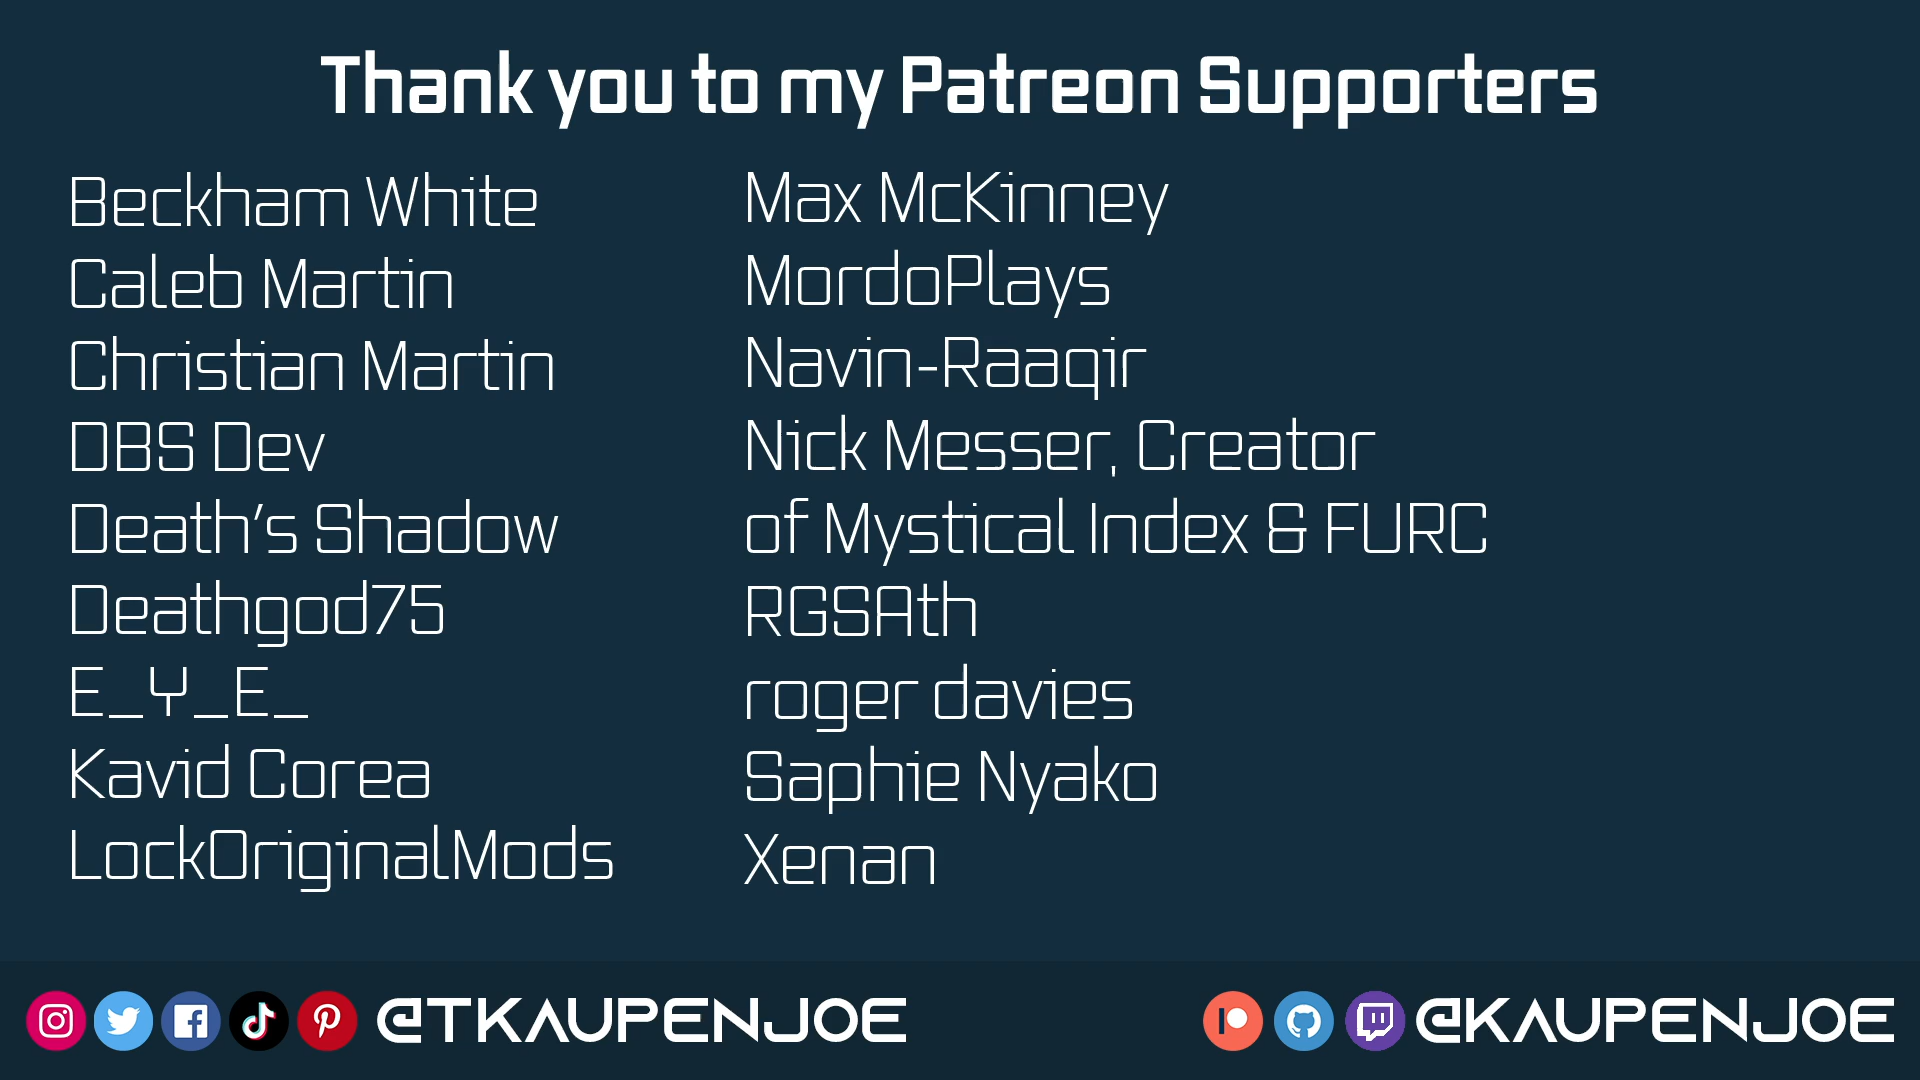 Thank you to my Patreon Supporters
Beckham White
Caleb Martin
Christian Martin
DBS Dev
Death's Shadow
Deathgod75
E_Y_E_
Kavid Corea
LockOriginalMods
Max McKinney
MordoPlays
Navin-Raaqir
Nick Messer, Creator
of Mystical Index & FURC
RGSAth
roger davies
Saphie Nyako
Xenan
@TKAUPENJOE
@KAUPENJOE